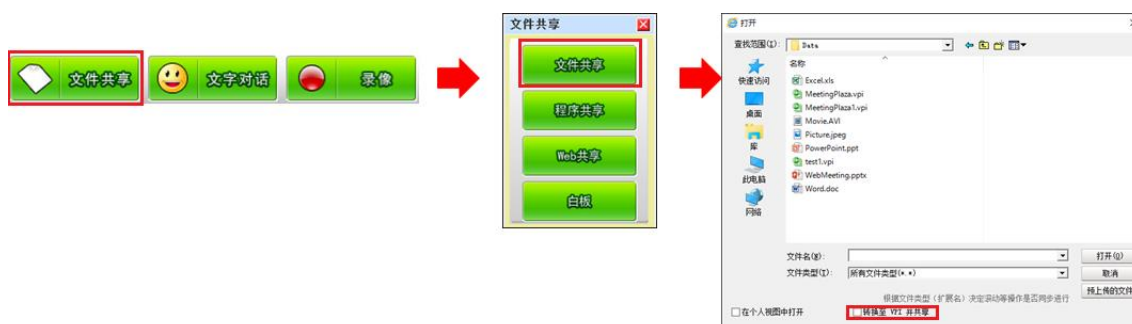 文件共享
文字对话
录像
文件共享
文件共享
程序共享
Web共享
白板
打开
查找范围(I):
Data
名称
快速访问
桌面
库
此电脑
网络
Excel.xls
MeetingPlaza.vpi
MeetingPlaza1.vpi
Movie.AVI
Picture.jpeg
PowerPoint.ppt
test1.vpi
WebMeeting.pptx
Word.doc
文件名(N):
打开(O)
文件类型(T):
所有文件类型(*.*)
取消
待上传的文件
根据文件类型（扩展名）决定滚动等操作是否同步进行
在个人视图中打开
转换至 VPI 并共享